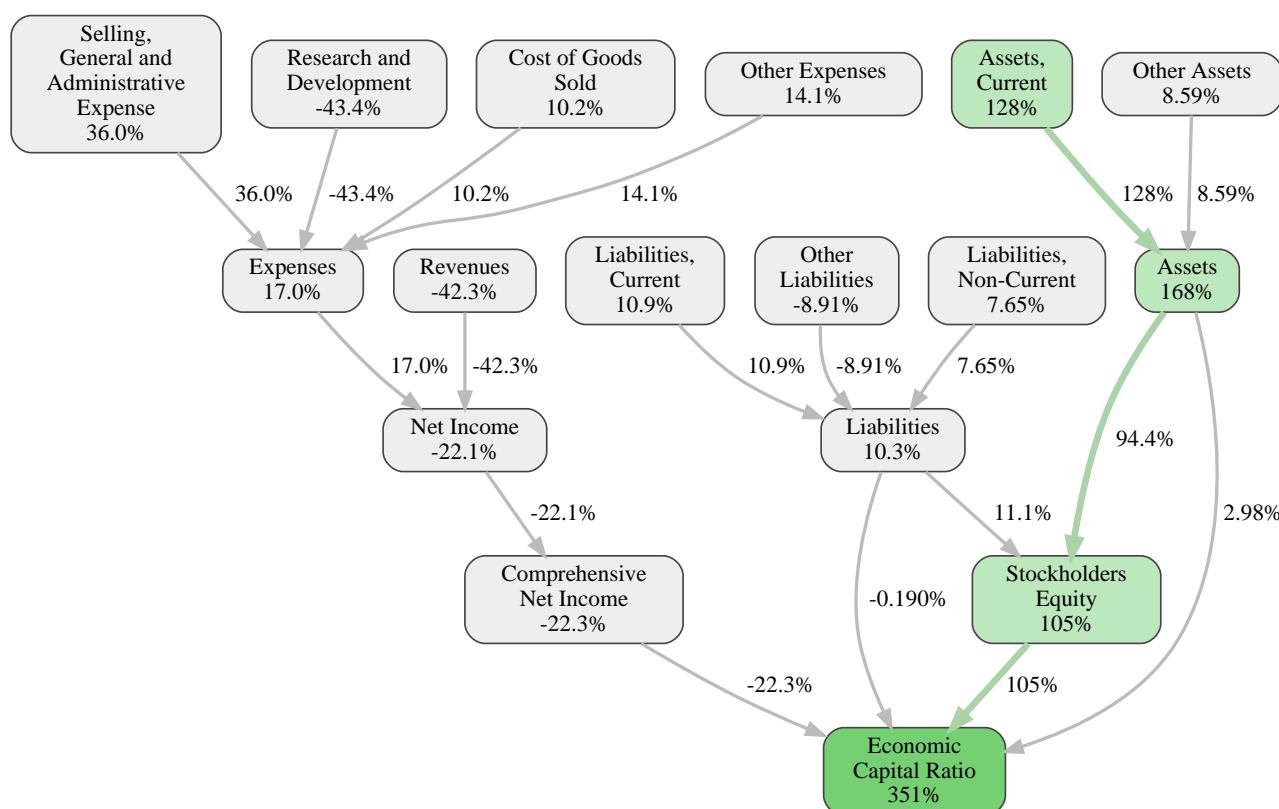 Selling,
General and
Administrative
Expense
36.0%
Research and
Development
-43.4%
Cost of Goods
Sold
10.2%
Other Expenses
14.1%
Assets,
Current
128%
Other Assets
8.59%
36.0%
-43.4%
10.2%
14.1%
128%
8.59%
Expenses
17.0%
Revenues
-42.3%
Liabilities,
Current
10.9%
Other
Liabilities
-8.91%
Liabilities,
Non-Current
7.65%
Assets
168%
17.0%
-42.3%
10.9%
-8.91%
7.65%
Net Income
-22.1%
Liabilities
10.3%
94.4%
-22.1%
11.1%
2.98%
Comprehensive
Net Income
-22.3%
-0.190%
Stockholders
Equity
105%
-22.3%
105%
Economic
Capital Ratio
351%